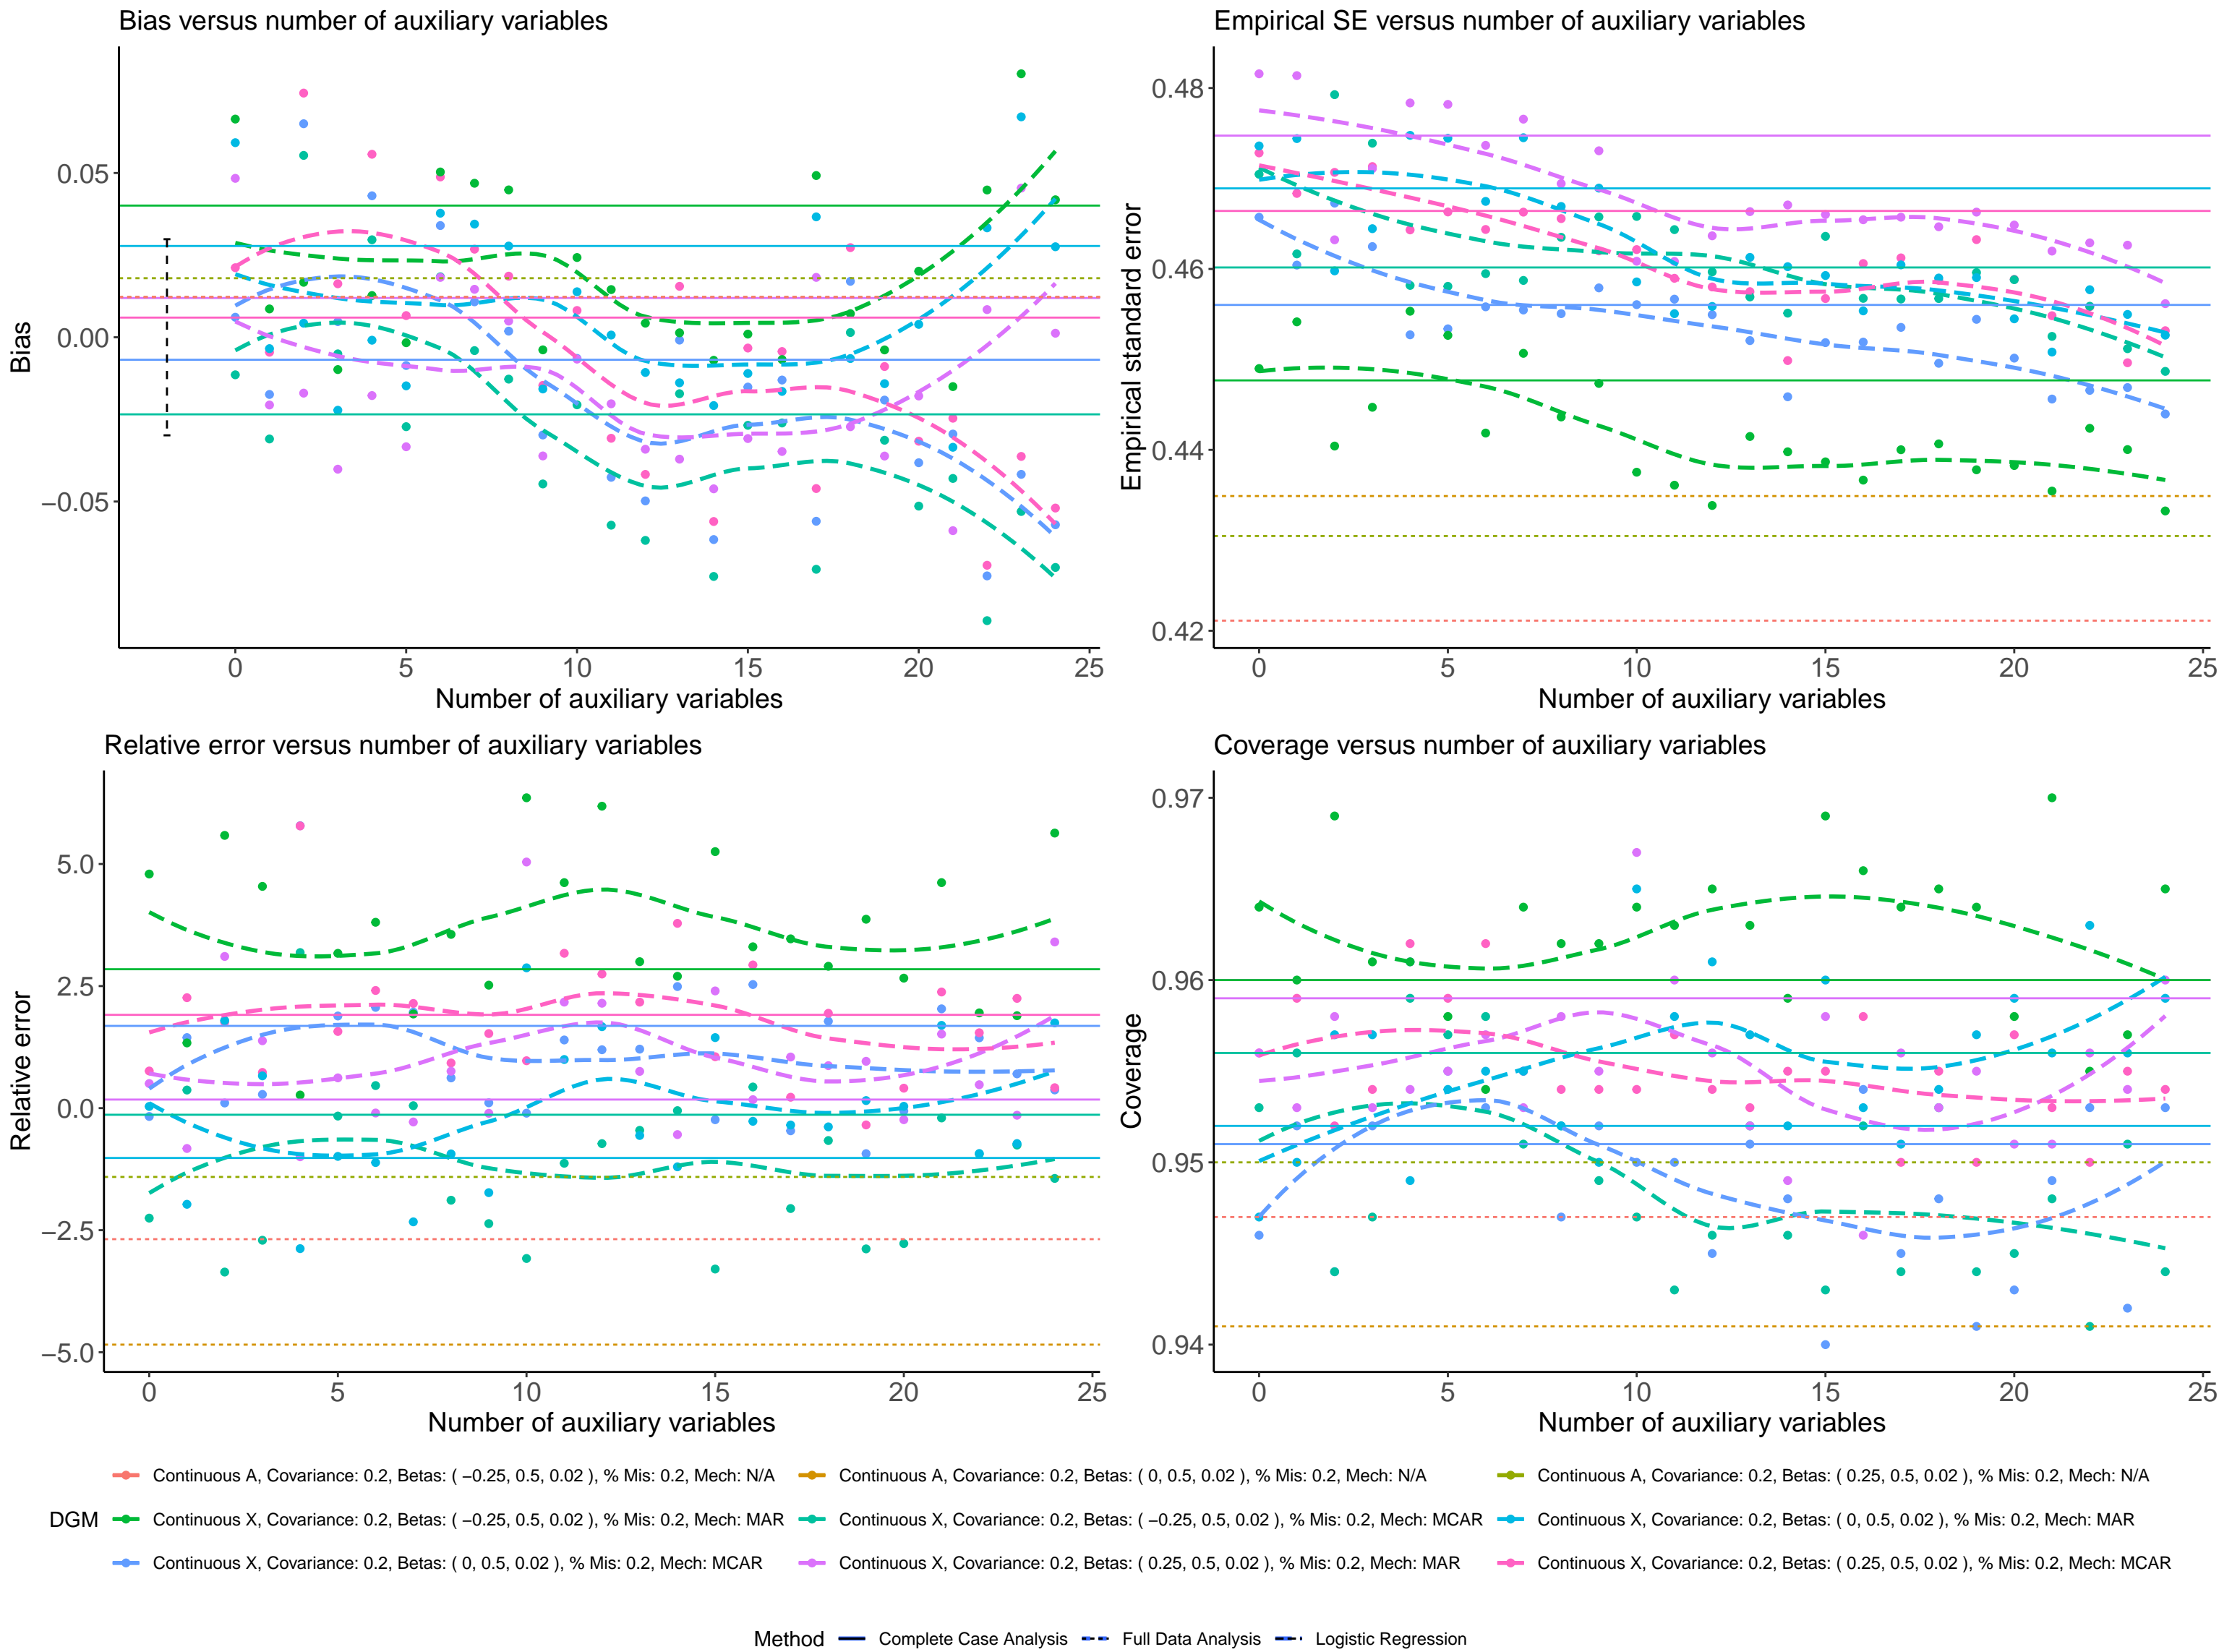 Bias versus number of auxiliary variables
Bias
0.05
0.00
−0.05
0 5 10 15 20 25
Number of auxiliary variables
Empirical SE versus number of auxiliary variables
Empirical standard error
0.48
0.46
0.44
0.42
0 5 10 15 20 25
Number of auxiliary variables
Relative error versus number of auxiliary variables
Relative error
5.0
2.5
0.0
−2.5
−5.0
0 5 10 15 20 25
Number of auxiliary variables
Coverage versus number of auxiliary variables
Coverage
0.97
0.96
0.95
0.94
0 5 10 15 20 25
Number of auxiliary variables
DGM
Continuous A, Covariance: 0.2, Betas: ( −0.25, 0.5, 0.02 ), % Mis: 0.2, Mech: N/A
Continuous A, Covariance: 0.2, Betas: ( 0, 0.5, 0.02 ), % Mis: 0.2, Mech: N/A
Continuous A, Covariance: 0.2, Betas: ( 0.25, 0.5, 0.02 ), % Mis: 0.2, Mech: N/A
Continuous X, Covariance: 0.2, Betas: ( −0.25, 0.5, 0.02 ), % Mis: 0.2, Mech: MAR
Continuous X, Covariance: 0.2, Betas: ( −0.25, 0.5, 0.02 ), % Mis: 0.2, Mech: MCAR
Continuous X, Covariance: 0.2, Betas: ( 0, 0.5, 0.02 ), % Mis: 0.2, Mech: MAR
Continuous X, Covariance: 0.2, Betas: ( 0, 0.5, 0.02 ), % Mis: 0.2, Mech: MCAR
Continuous X, Covariance: 0.2, Betas: ( 0.25, 0.5, 0.02 ), % Mis: 0.2, Mech: MAR
Continuous X, Covariance: 0.2, Betas: ( 0.25, 0.5, 0.02 ), % Mis: 0.2, Mech: MCAR
Method Complete Case Analysis Full Data Analysis Logistic Regression